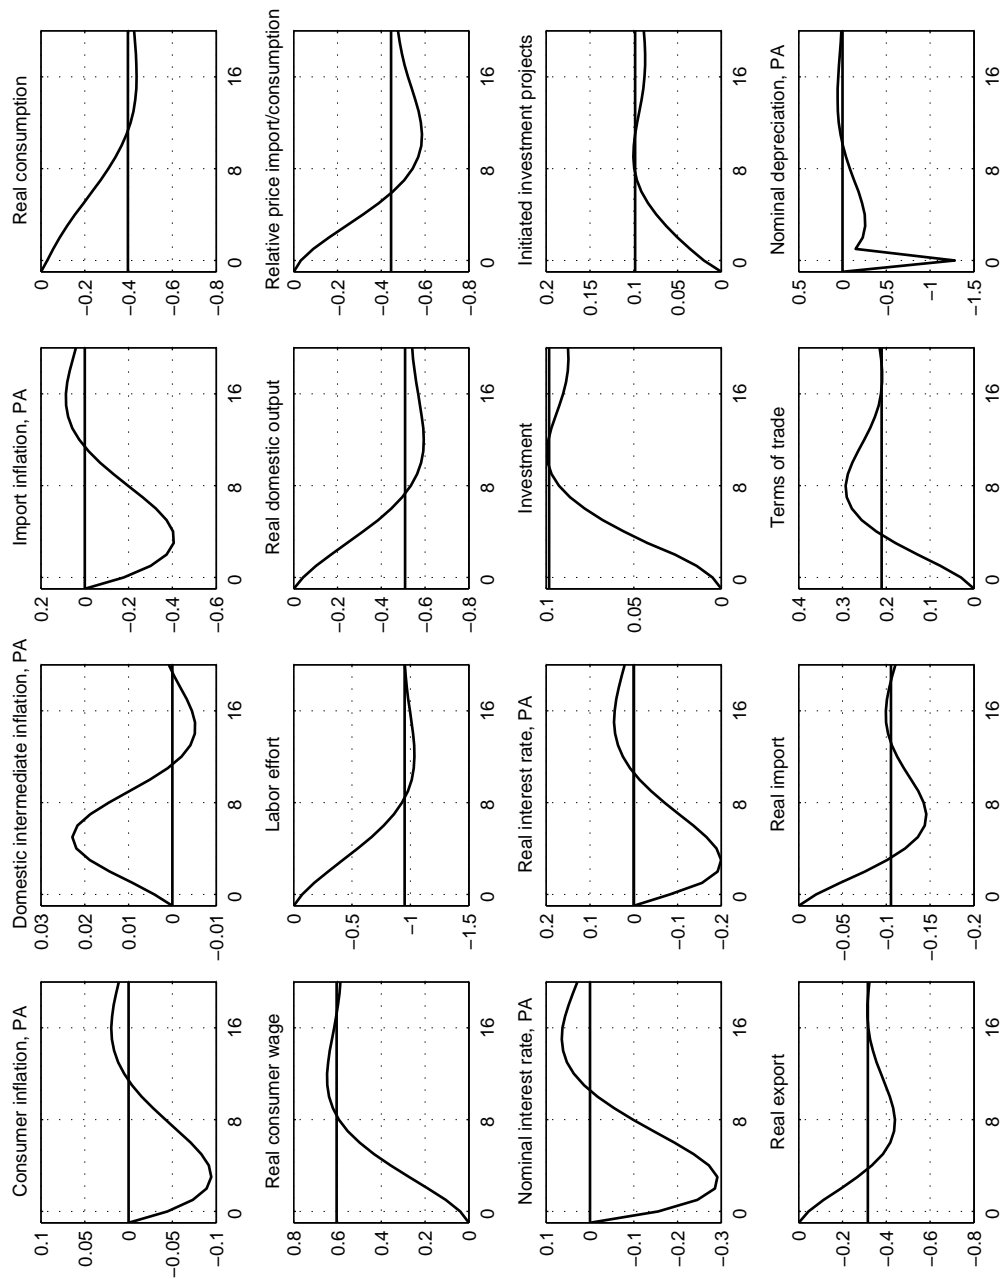 Consumer inflation, PA
0.1
0.05
0
−0.05
−0.1
0 8 16
Domestic intermediate inflation, PA
0.03
0.02
0.01
0
−0.01
0 8 16
Import inflation, PA
0.2
0
−0.2
−0.4
−0.6
0 8 16
Real consumption
0
−0.2
−0.4
−0.6
−0.8
0 8 16
Real consumer wage
0.8
0.6
0.4
0.2
0
0 8 16
Labor effort
0
−0.5
−1
−1.5
0 8 16
Real domestic output
0
−0.2
−0.4
−0.6
−0.8
0 8 16
Relative price import/consumption
0
−0.2
−0.4
−0.6
−0.8
0 8 16
Nominal interest rate, PA
0.1
0
−0.1
−0.2
−0.3
0 8 16
Real interest rate, PA
0.2
0.1
0
−0.1
−0.2
0 8 16
Investment
0.1
0.05
0
0 8 16
Initiated investment projects
0.2
0.15
0.1
0.05
0
0 8 16
Real export
0
−0.2
−0.4
−0.6
−0.8
0 8 16
Real import
0
−0.05
−0.1
−0.15
−0.2
0 8 16
Terms of trade
0.4
0.3
0.2
0.1
0
0 8 16
Nominal depreciation, PA
0.5
0
−0.5
−1
−1.5
0 8 16